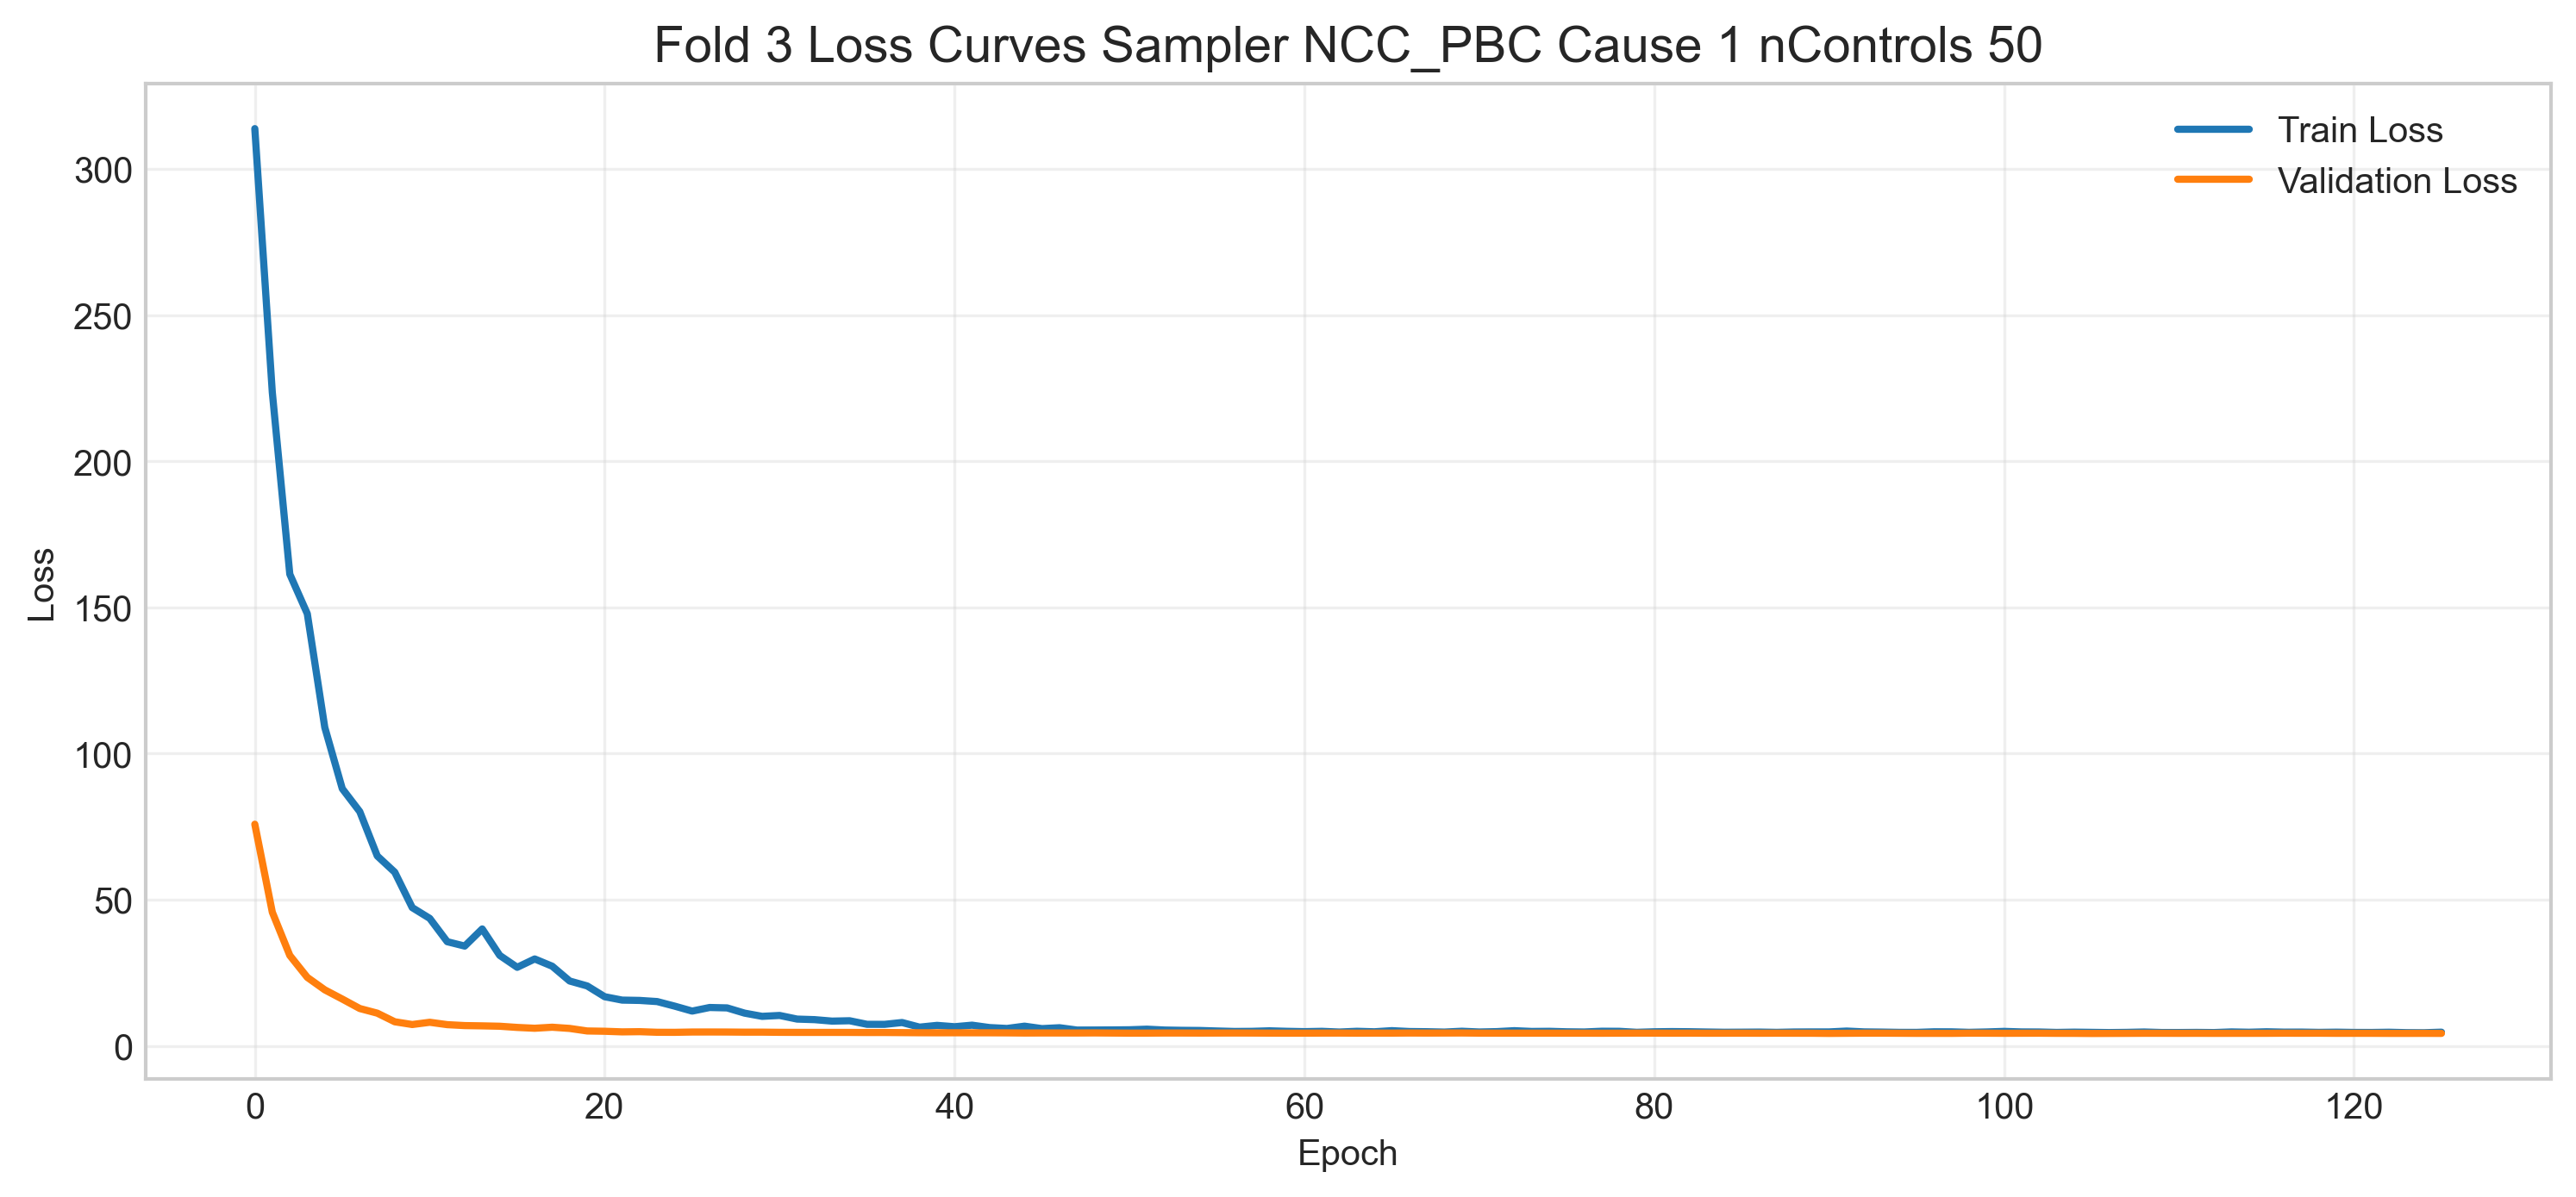 Fold 3 Loss Curves Sampler NCC_PBC Cause 1 nControls 50
Train Loss
Validation Loss
300
250
200
150
100
50
0
Loss
0 20 40 60 80 100 120
Epoch